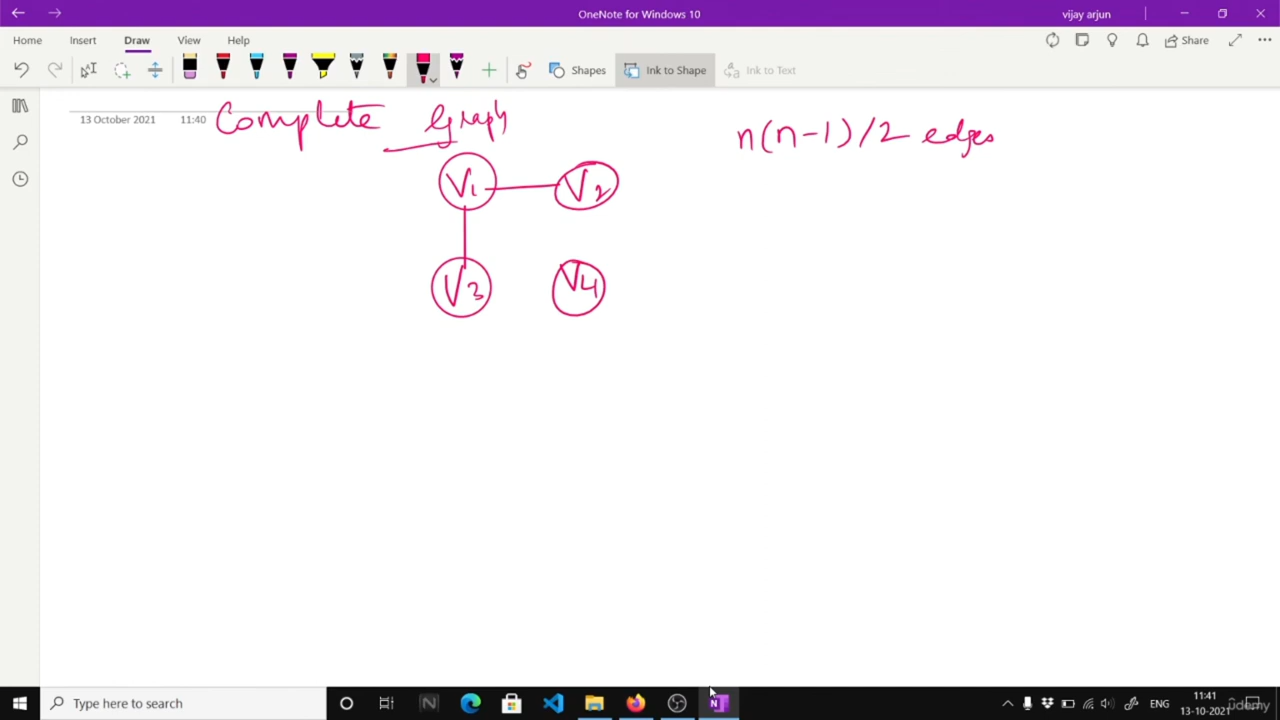 OneNote for Windows 10
vijay arjun
Home Insert Draw View Help
Share
Shapes
Ink to Shape
Ink to Text
13 October 2021 11:40
Complete Graph
n(n-1)/2 edges
V1 V2
V3 V4
Type here to search
ENG
11:41
13-10-2021
udemy